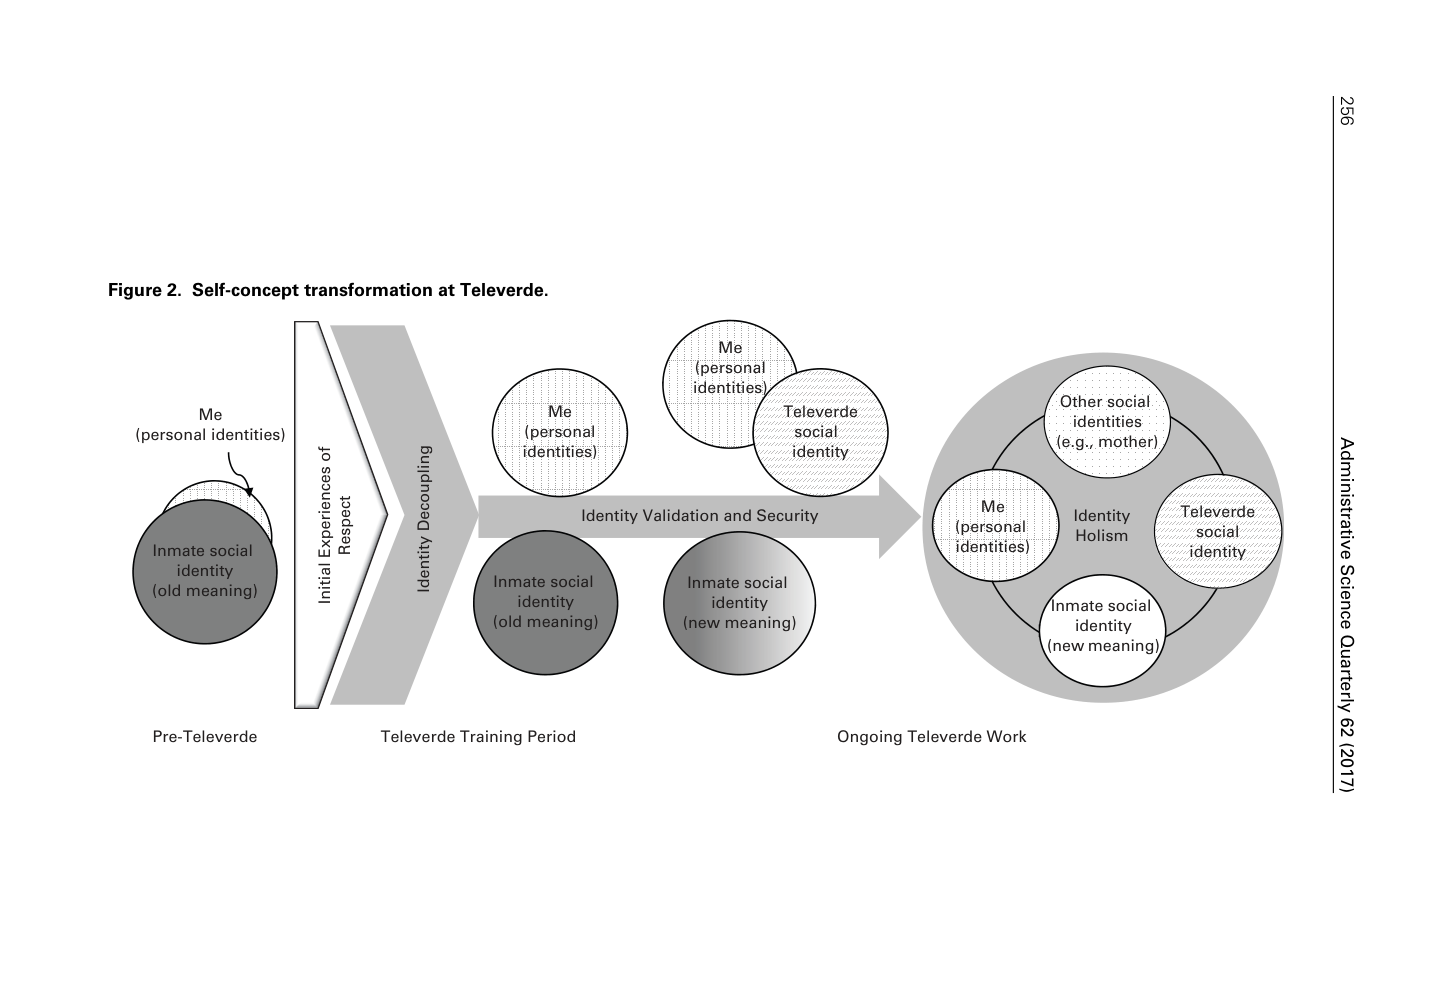 256
Administrative Science Quarterly 62 (2017)
Figure 2. Self-concept transformation at Televerde.
Me
(personal identities)
Inmate social
identity
(old meaning)
Initial Experiences of
Respect
Identity Decoupling
Me
(personal
identities)
Inmate social
identity
(old meaning)
Me
(personal
identities)
Televerde
social
identity
Identity Validation and Security
Inmate social
identity
(new meaning)
Other social
identities
(e.g., mother)
Me
(personal
identities)
Identity
Holism
Televerde
social
identity
Inmate social
identity
(new meaning)
Pre-Televerde
Televerde Training Period
Ongoing Televerde Work